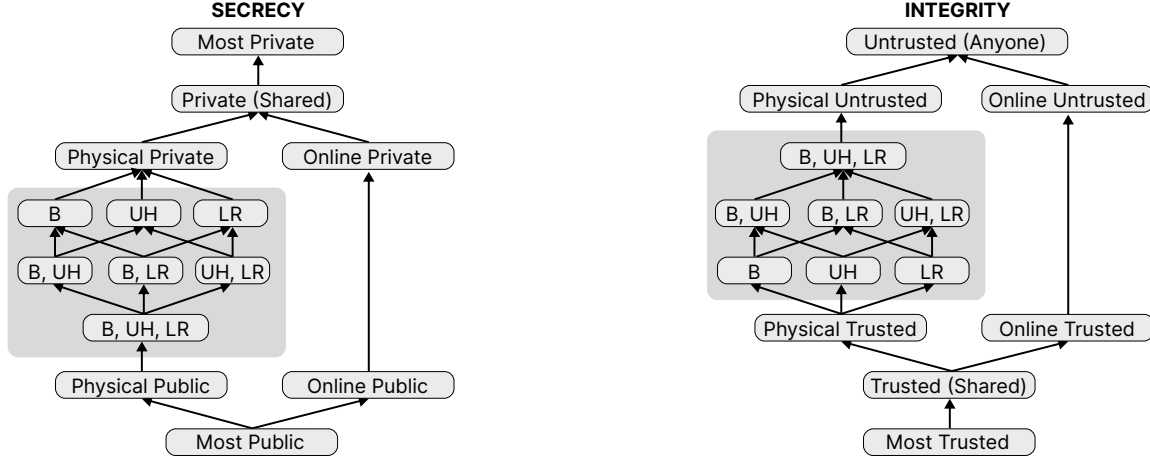 SECRECY
Most Private
Private (Shared)
Physical Private
Online Private
B
UH
LR
B, UH
B, LR
UH, LR
B, UH, LR
Physical Public
Online Public
Most Public
INTEGRITY
Untrusted (Anyone)
Physical Untrusted
Online Untrusted
B, UH, LR
B, UH
B, LR
UH, LR
B
UH
LR
Physical Trusted
Online Trusted
Trusted (Shared)
Most Trusted